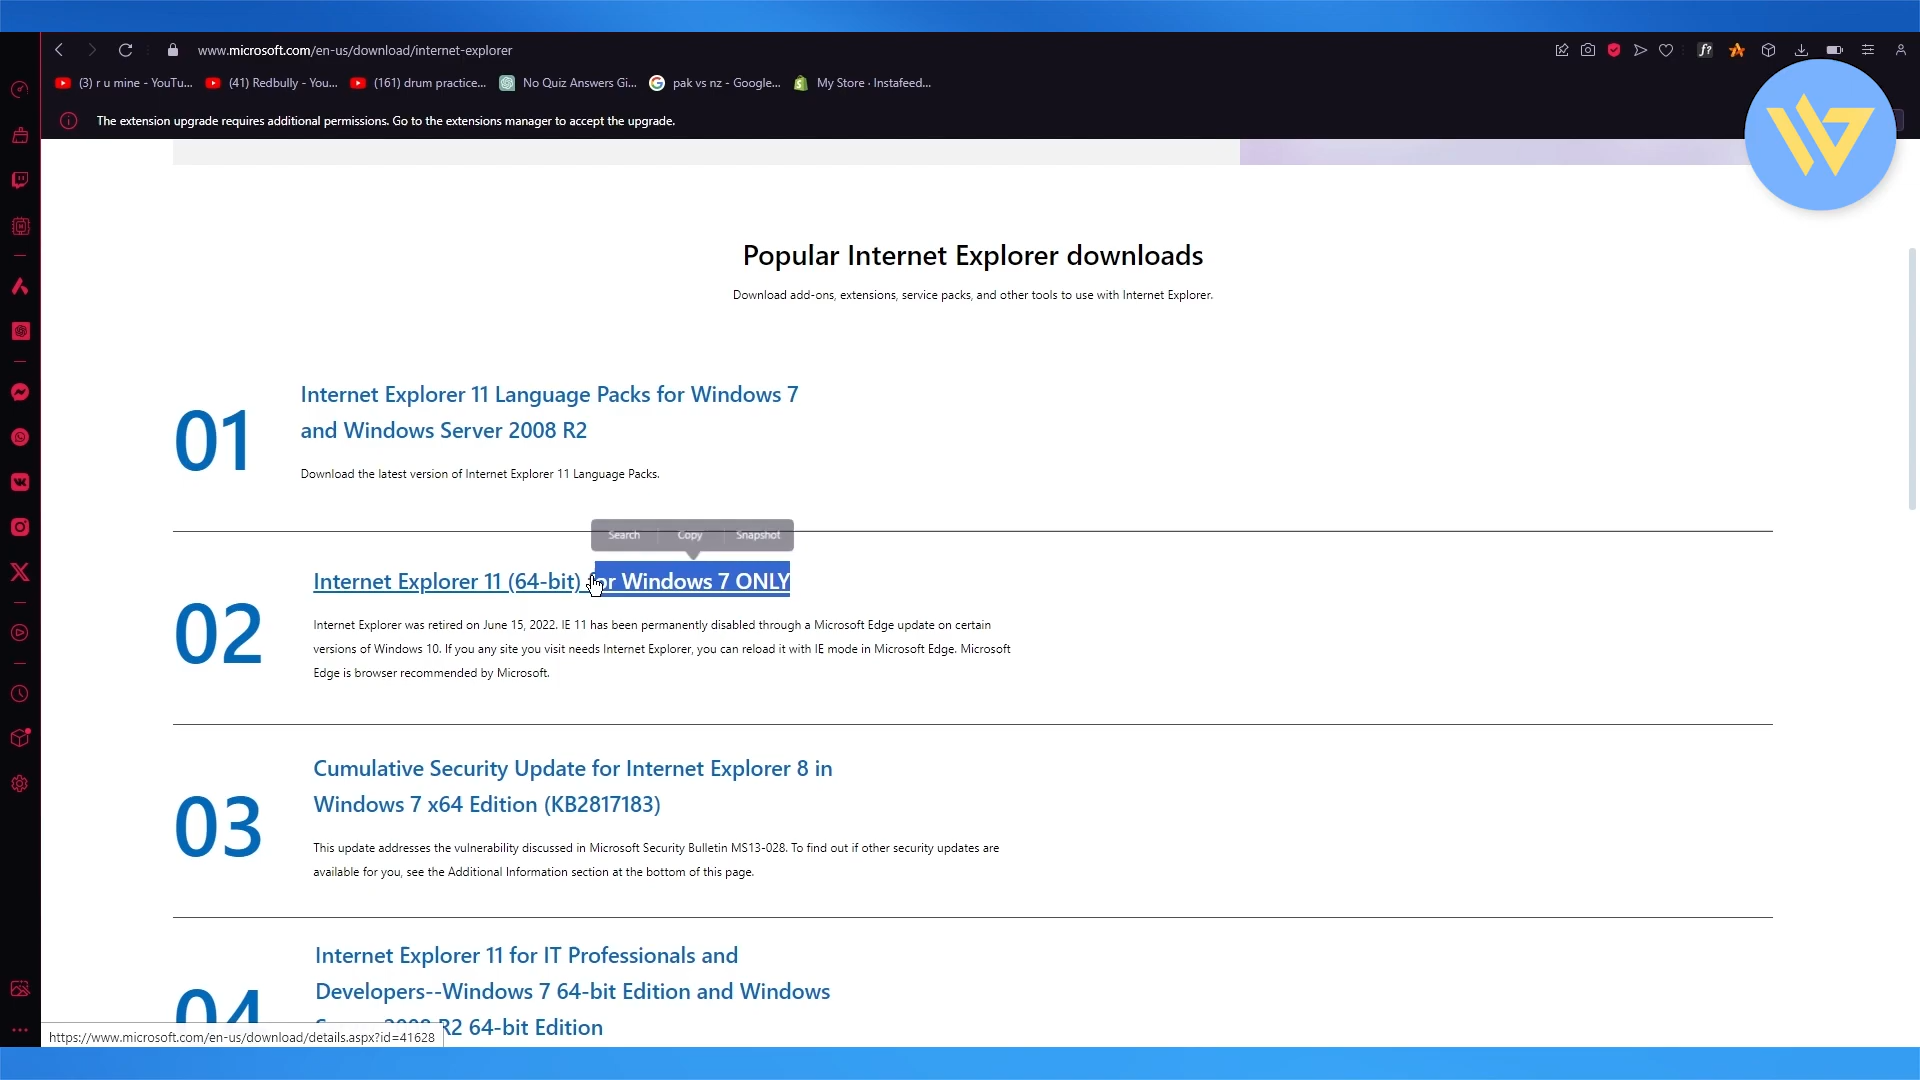 www.microsoft.com/en-us/download/internet-explorer
(3) r u mine - YouTu...
(41) Redbully - You...
(161) drum practice...
No Quiz Answers Gi...
pak vs nz - Google...
My Store · Instafeed...
The extension upgrade requires additional permissions. Go to the extensions manager to accept the upgrade.
Popular Internet Explorer downloads
Download add-ons, extensions, service packs, and other tools to use with Internet Explorer.
01
Internet Explorer 11 Language Packs for Windows 7
and Windows Server 2008 R2
Download the latest version of Internet Explorer 11 Language Packs.
Search Copy Snapshot
02
Internet Explorer 11 (64-bit) for Windows 7 ONLY
Internet Explorer was retired on June 15, 2022. IE 11 has been permanently disabled through a Microsoft Edge update on certain
versions of Windows 10. If you any site you visit needs Internet Explorer, you can reload it with IE mode in Microsoft Edge. Microsoft
Edge is browser recommended by Microsoft.
03
Cumulative Security Update for Internet Explorer 8 in
Windows 7 x64 Edition (KB2817183)
This update addresses the vulnerability discussed in Microsoft Security Bulletin MS13-028. To find out if other security updates are
available for you, see the Additional Information section at the bottom of this page.
04
Internet Explorer 11 for IT Professionals and
Developers--Windows 7 64-bit Edition and Windows
R2 64-bit Edition
https://www.microsoft.com/en-us/download/details.aspx?id=41628